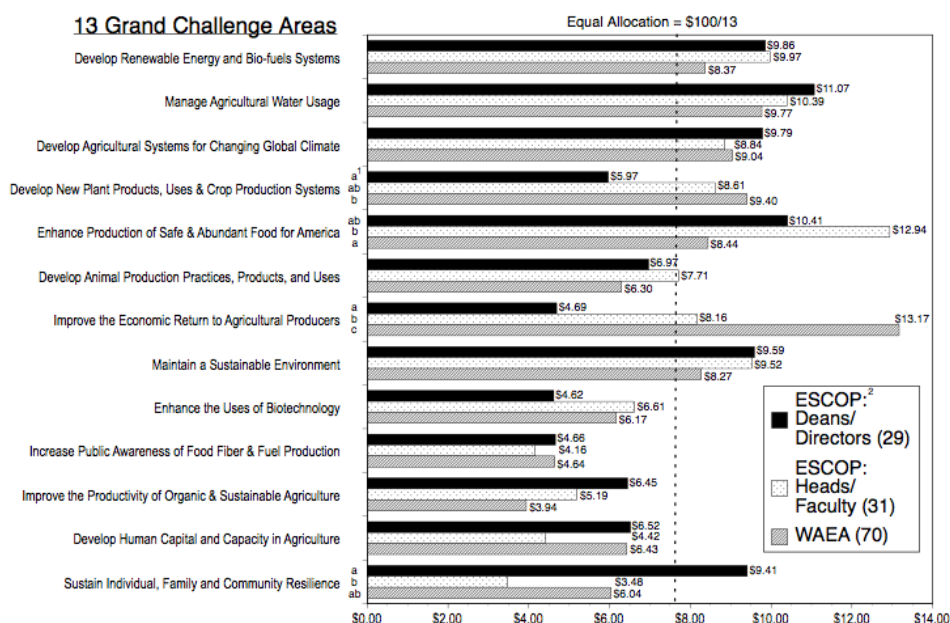 13 Grand Challenge Areas
Equal Allocation = $100/13
Develop Renewable Energy and Bio-fuels Systems
$9.86
$9.97
$8.37
Manage Agricultural Water Usage
$11.07
$10.39
$9.77
Develop Agricultural Systems for Changing Global Climate
$9.79
$8.84
$9.04
Develop New Plant Products, Uses & Crop Production Systems
a¹
ab
b
$5.97
$8.61
$9.40
Enhance Production of Safe & Abundant Food for America
ab
b
a
$10.41
$12.94
$8.44
Develop Animal Production Practices, Products, and Uses
$6.97
$7.71
$6.30
Improve the Economic Return to Agricultural Producers
a
b
c
$4.69
$8.16
$13.17
Maintain a Sustainable Environment
$9.59
$9.52
$8.27
Enhance the Uses of Biotechnology
$4.62
$6.61
$6.17
Increase Public Awareness of Food Fiber & Fuel Production
$4.66
$4.16
$4.64
Improve the Productivity of Organic & Sustainable Agriculture
$6.45
$5.19
$3.94
Develop Human Capital and Capacity in Agriculture
$6.52
$4.42
$6.43
Sustain Individual, Family and Community Resilience
a
b
ab
$9.41
$3.48
$6.04
ESCOP:²
Deans/
Directors (29)
ESCOP:
Heads/
Faculty (31)
WAEA (70)
$0.00 $2.00 $4.00 $6.00 $8.00 $10.00 $12.00 $14.00